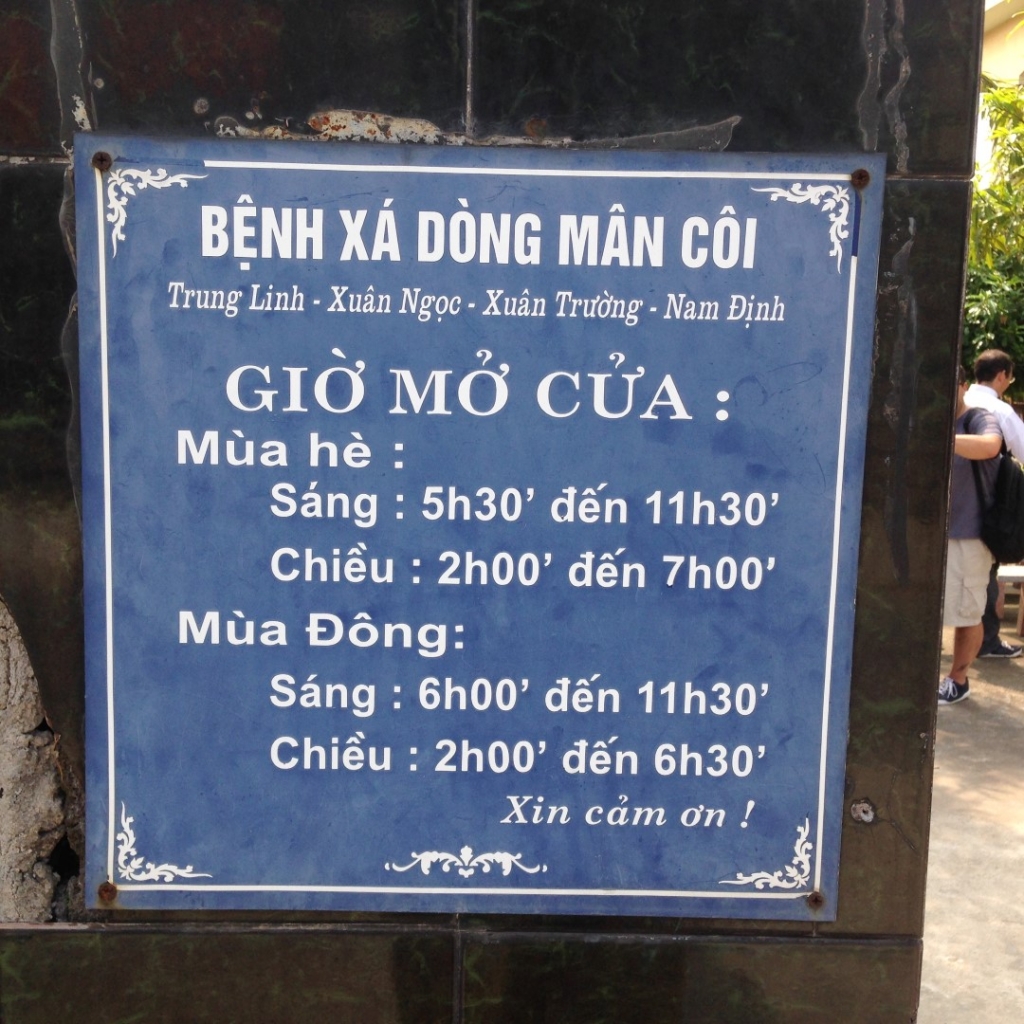 BỆNH XÁ DÒNG MÂN CÔI
Trung Linh - Xuân Ngọc - Xuân Trường - Nam Định
GIỜ MỞ CỬA :
Mùa hè :
Sáng : 5h30’ đến 11h30’
Chiều : 2h00’ đến 7h00’
Mùa Đông:
Sáng : 6h00’ đến 11h30’
Chiều : 2h00’ đến 6h30’
Xin cảm ơn !